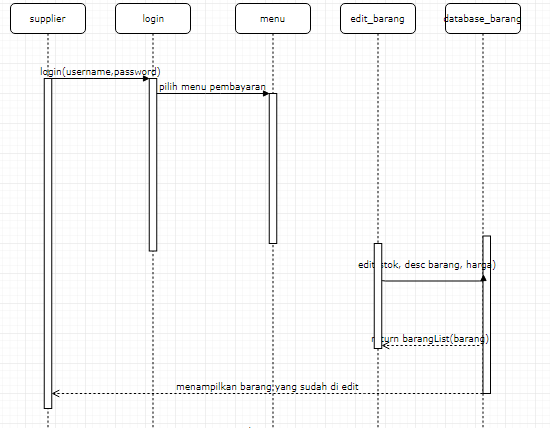 supplier
login
menu
edit_barang
database_barang
login(username,password)
pilih menu pembayaran
edit(stok, desc barang, harga)
return barangList(barang)
menampilkan barang yang sudah di edit